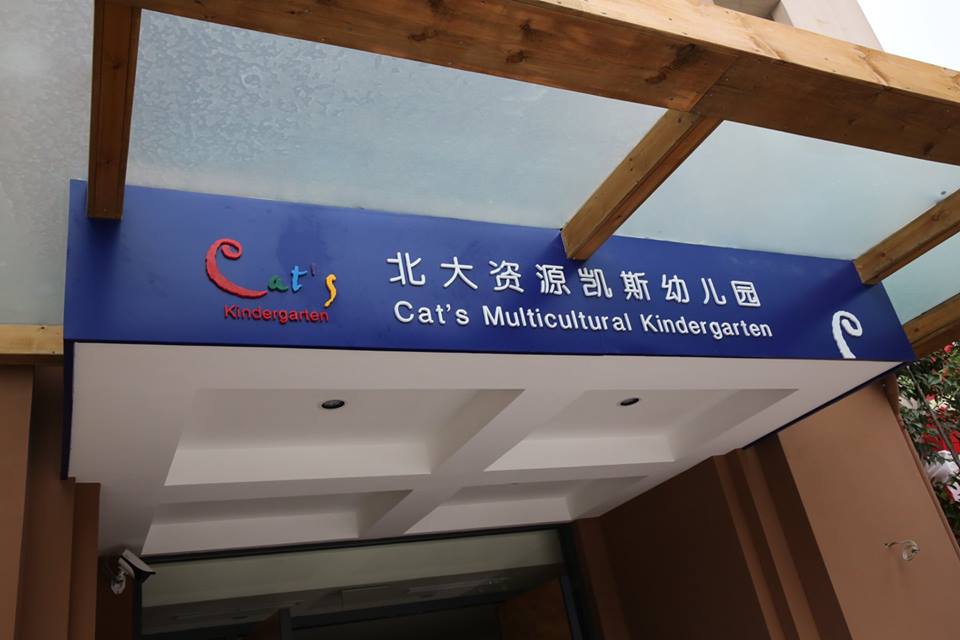 Cat's
Kindergarten
北大资源凯斯幼儿园
Cat's Multicultural Kindergarten
C